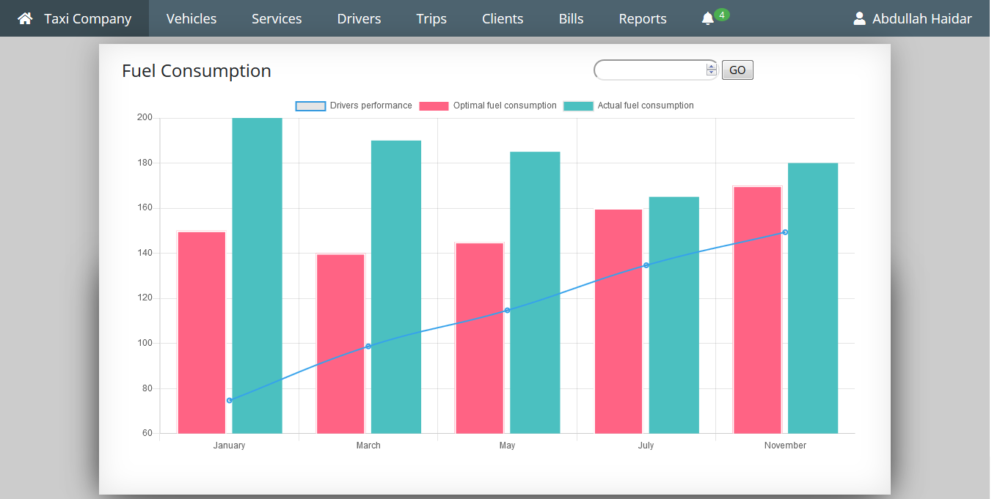 Taxi Company Vehicles Services Drivers Trips Clients Bills Reports 4 Abdullah Haidar
Fuel Consumption GO
Drivers performance Optimal fuel consumption Actual fuel consumption
200
180
160
140
120
100
80
60
January March May July November